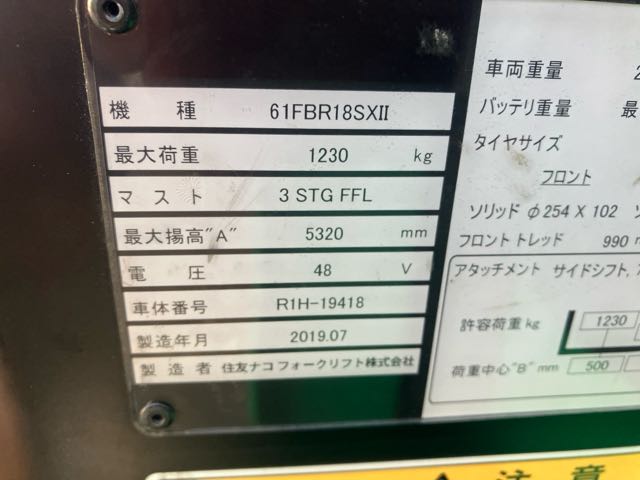 機種 61FBR18SXII
最大荷重 1230 kg
マスト 3 STG FFL
最大揚高"A" 5320 mm
電圧 48 V
車体番号 R1H-19418
製造年月 2019.07
製造者 住友ナコフォークリフト株式会社
車両重量 2
バッテリ重量 最
タイヤサイズ
フロント
ソリッド φ254 X 102
フロントトレッド 990
アタッチメント サイドシフト,
許容荷重 kg 1230
荷重中心"B" mm 500
注意